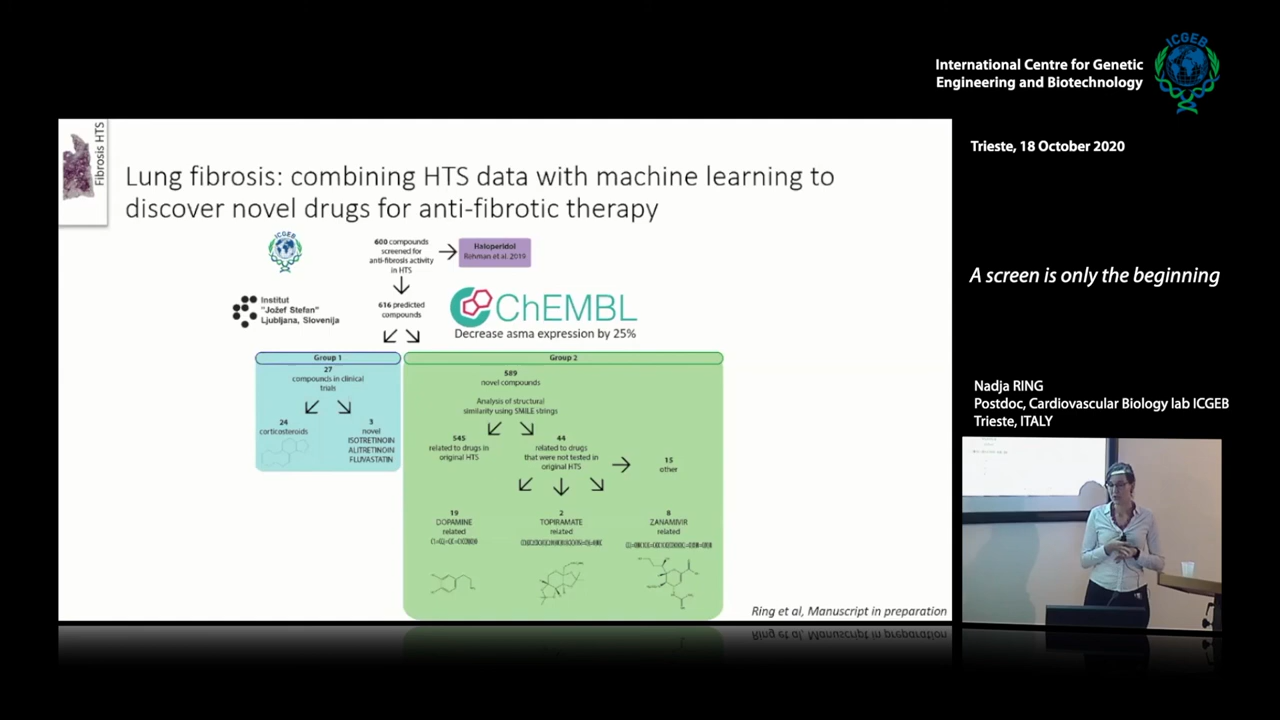 ICGEB
International Centre for Genetic
Engineering and Biotechnology
Trieste, 18 October 2020
A screen is only the beginning
Nadja RING
Postdoc, Cardiovascular Biology lab ICGEB
Trieste, ITALY
Fibrosis HTS
Lung fibrosis: combining HTS data with machine learning to
discover novel drugs for anti-fibrotic therapy
ICGEB
600 compounds
screened for
anti-fibrosis activity
in HTS
Haloperidol
Rehman et al. 2019
Institut
"Jožef Stefan"
Ljubljana, Slovenija
616 predicted
compounds
ChEMBL
Decrease asma expression by 25%
Group 1
27
compounds in clinical
trials
24
corticosteroids
3
novel
ISOTRETINOIN
ALITRETINOIN
FLUVASTATIN
Group 2
589
novel compounds
Analysis of structural
similarity using SMILE strings
545
related to drugs in
original HTS
44
related to drugs
that were not tested in
original HTS
15
other
19
DOPAMINE
related
2
TOPIRAMATE
related
8
ZANAMIVIR
related
Ring et al, Manuscript in preparation